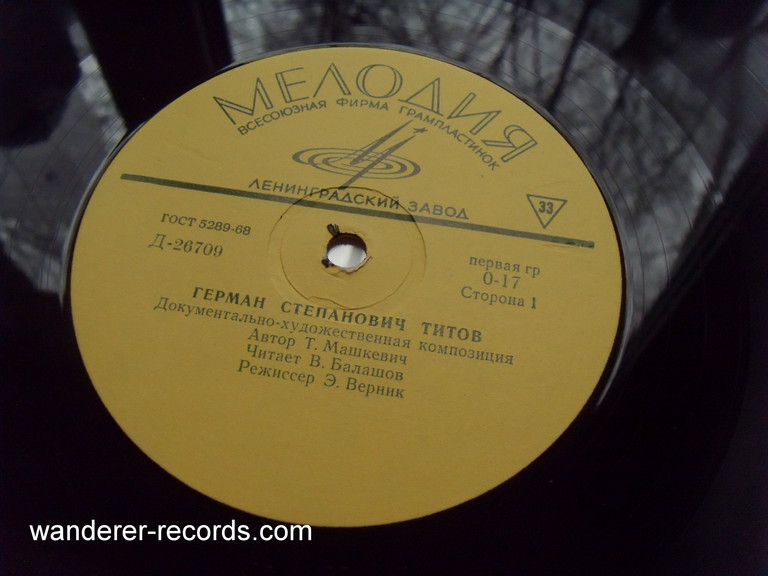 МЕЛОДИЯ
ВСЕСОЮЗНАЯ ФИРМА ГРАМПЛАСТИНОК
ЛЕНИНГРАДСКИЙ ЗАВОД
33
ГОСТ 5289-68
Д-26709
первая гр
0-17
Сторона 1
ГЕРМАН СТЕПАНОВИЧ ТИТОВ
Документально-художественная композиция
Автор Т. Машкевич
Читает В. Балашов
Режиссер Э. Верник
wanderer-records.com